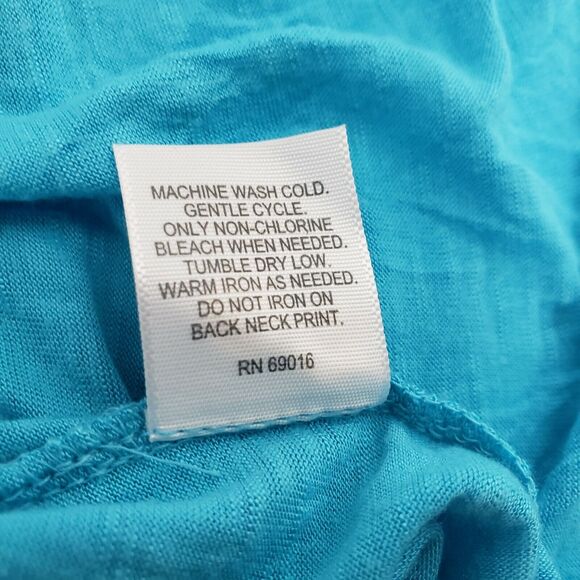 MACHINE WASH COLD.
GENTLE CYCLE.
ONLY NON-CHLORINE
BLEACH WHEN NEEDED.
TUMBLE DRY LOW.
WARM IRON AS NEEDED.
DO NOT IRON ON
BACK NECK PRINT.
RN 69016